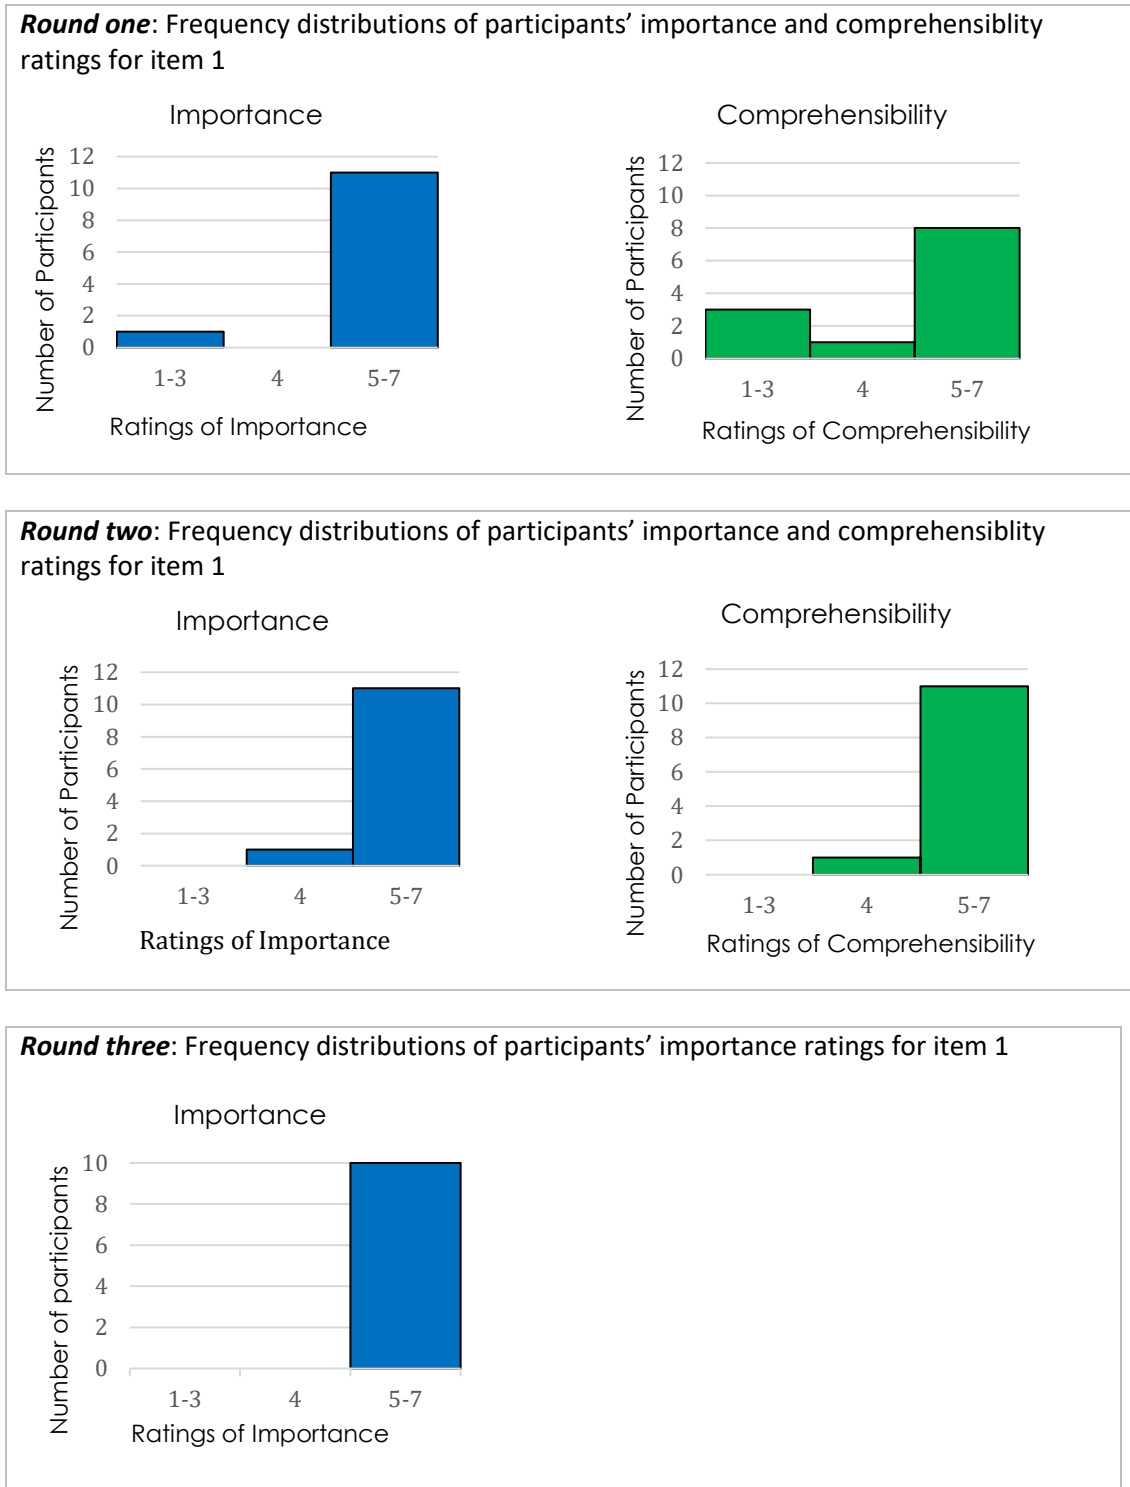 Round one: Frequency distributions of participants’ importance and comprehensiblity
ratings for item 1
Importance
Number of Participants
12
10
8
6
4
2
0
1-3 4 5-7
Ratings of Importance
Comprehensibility
Number of Participants
12
10
8
6
4
2
0
1-3 4 5-7
Ratings of Comprehensibility
Round two: Frequency distributions of participants’ importance and comprehensiblity
ratings for item 1
Importance
Number of Participants
12
10
8
6
4
2
0
1-3 4 5-7
Ratings of Importance
Comprehensibility
Number of Participants
12
10
8
6
4
2
0
1-3 4 5-7
Ratings of Comprehensibility
Round three: Frequency distributions of participants’ importance ratings for item 1
Importance
Number of participants
10
8
6
4
2
0
1-3 4 5-7
Ratings of Importance